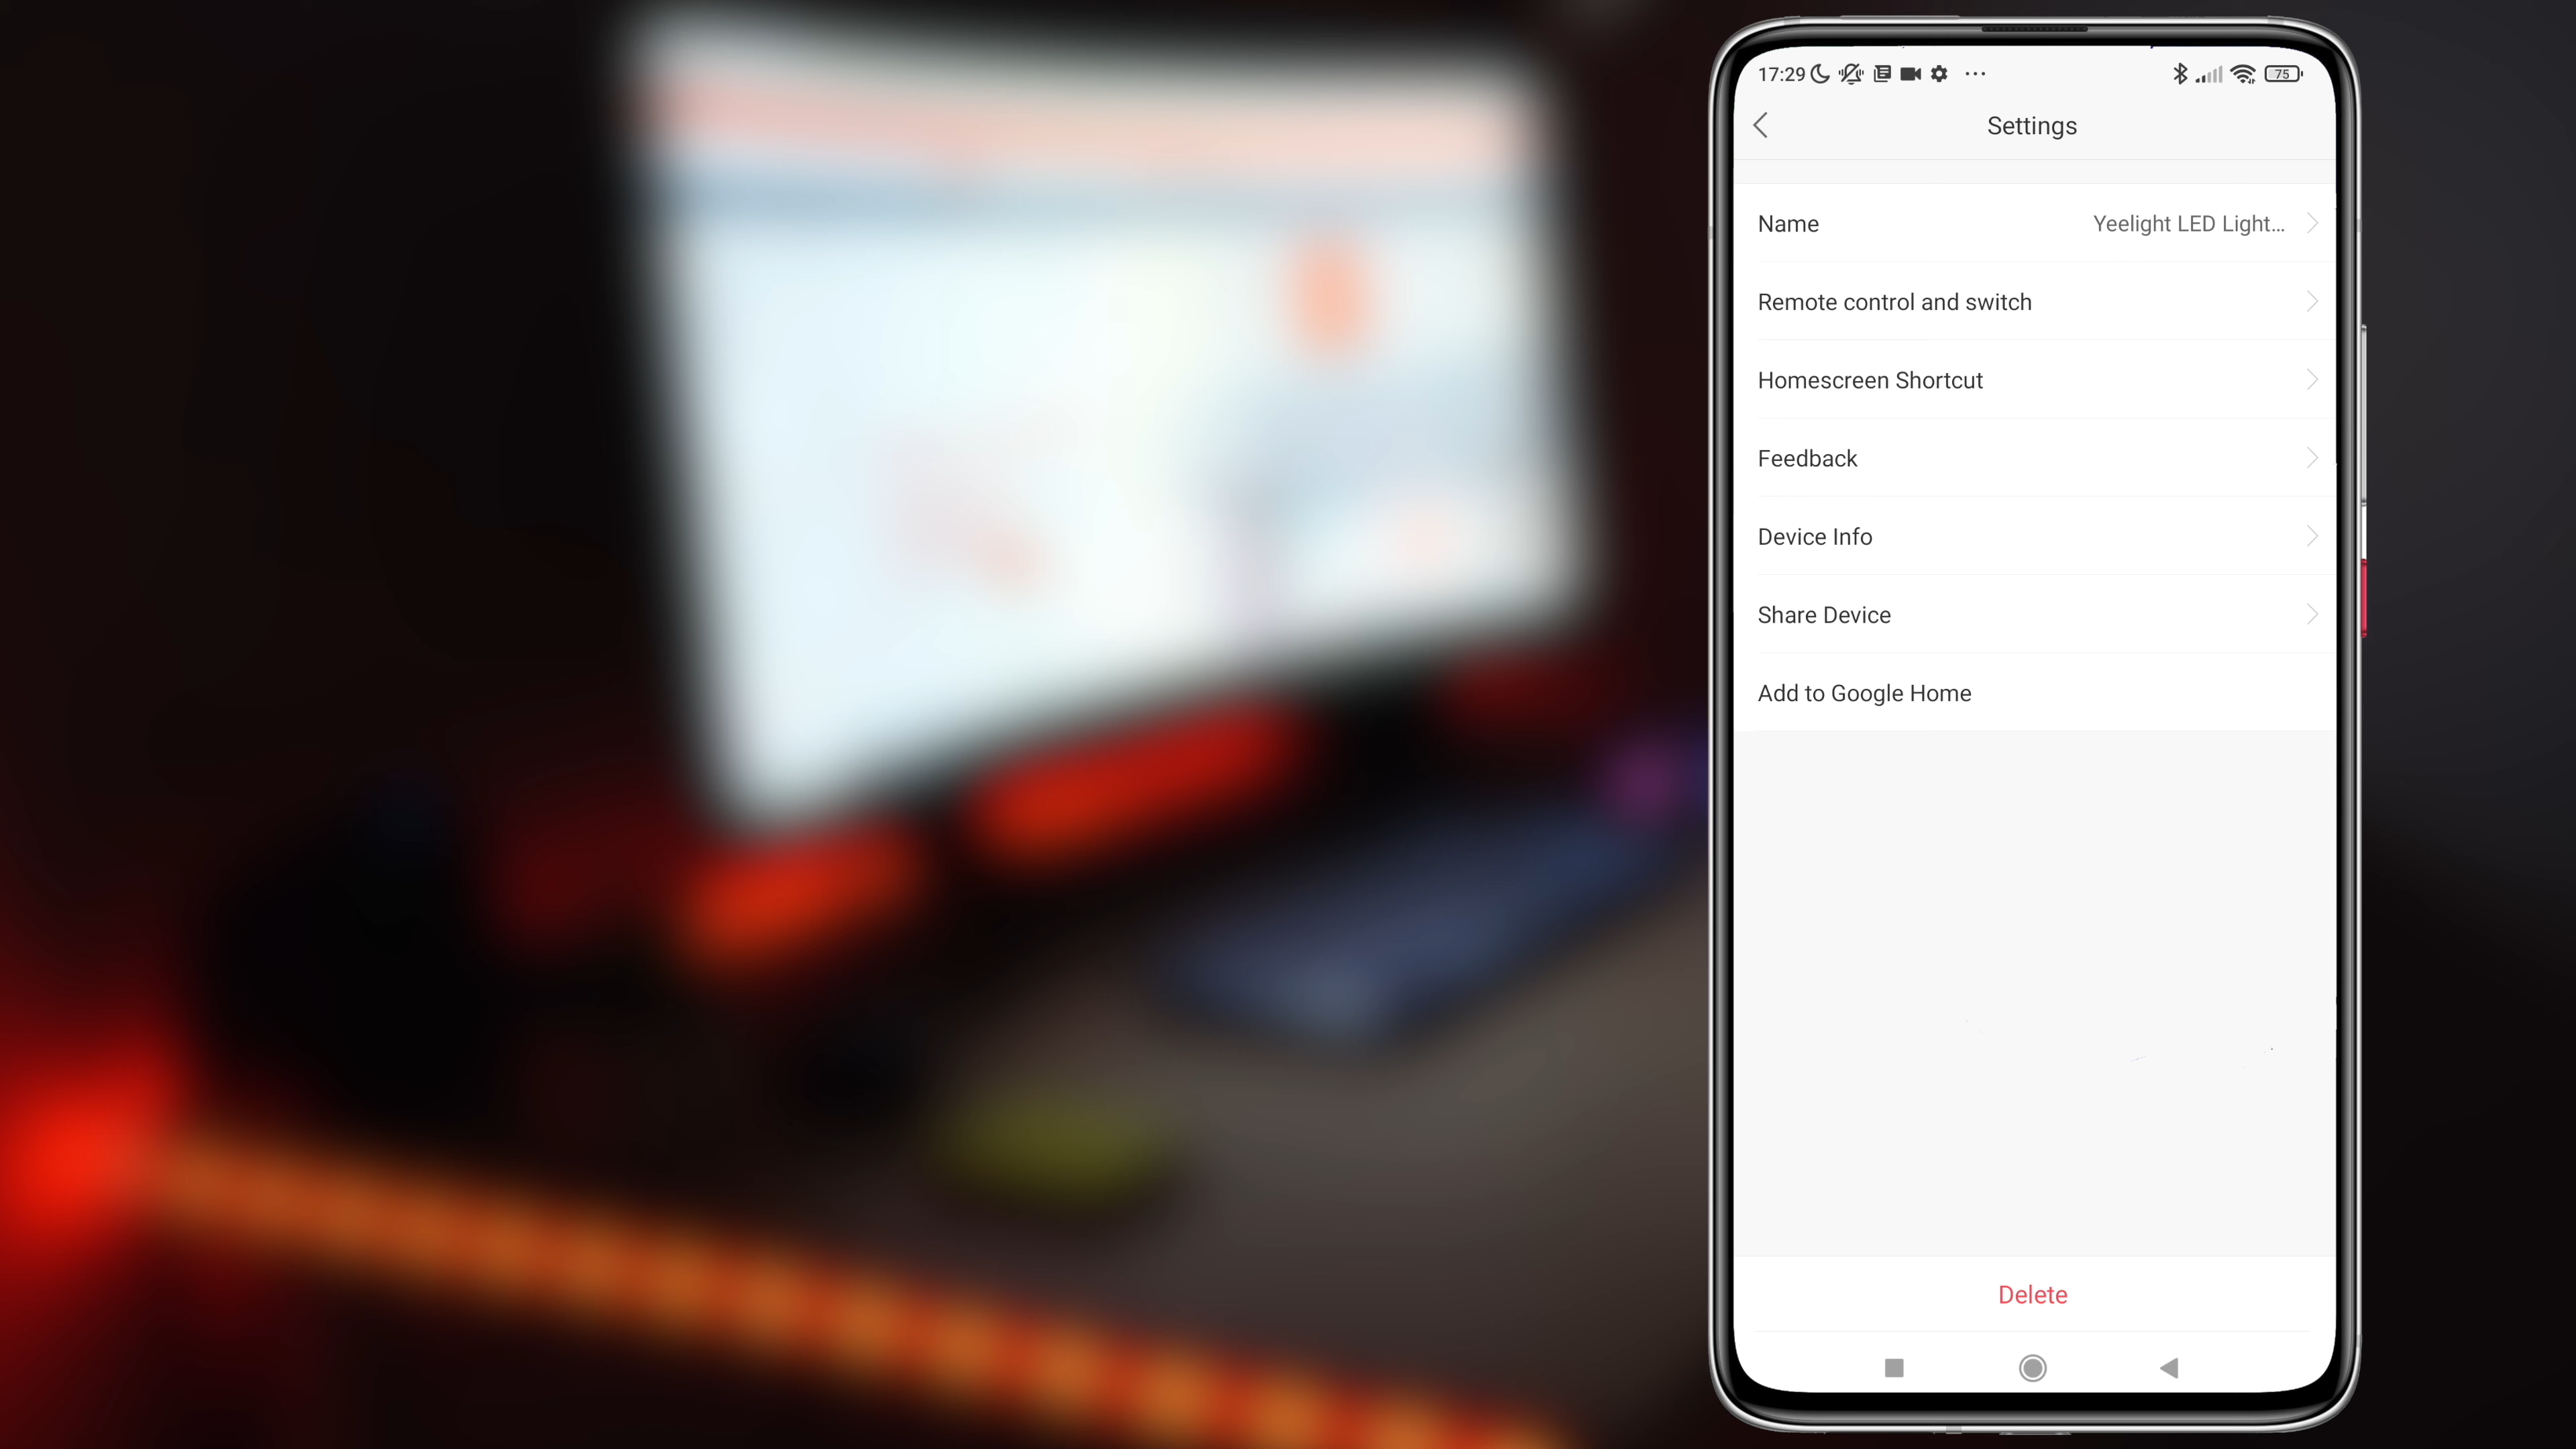 17:29 75
Settings
Name Yeelight LED Light...
Remote control and switch
Homescreen Shortcut
Feedback
Device Info
Share Device
Add to Google Home
Delete